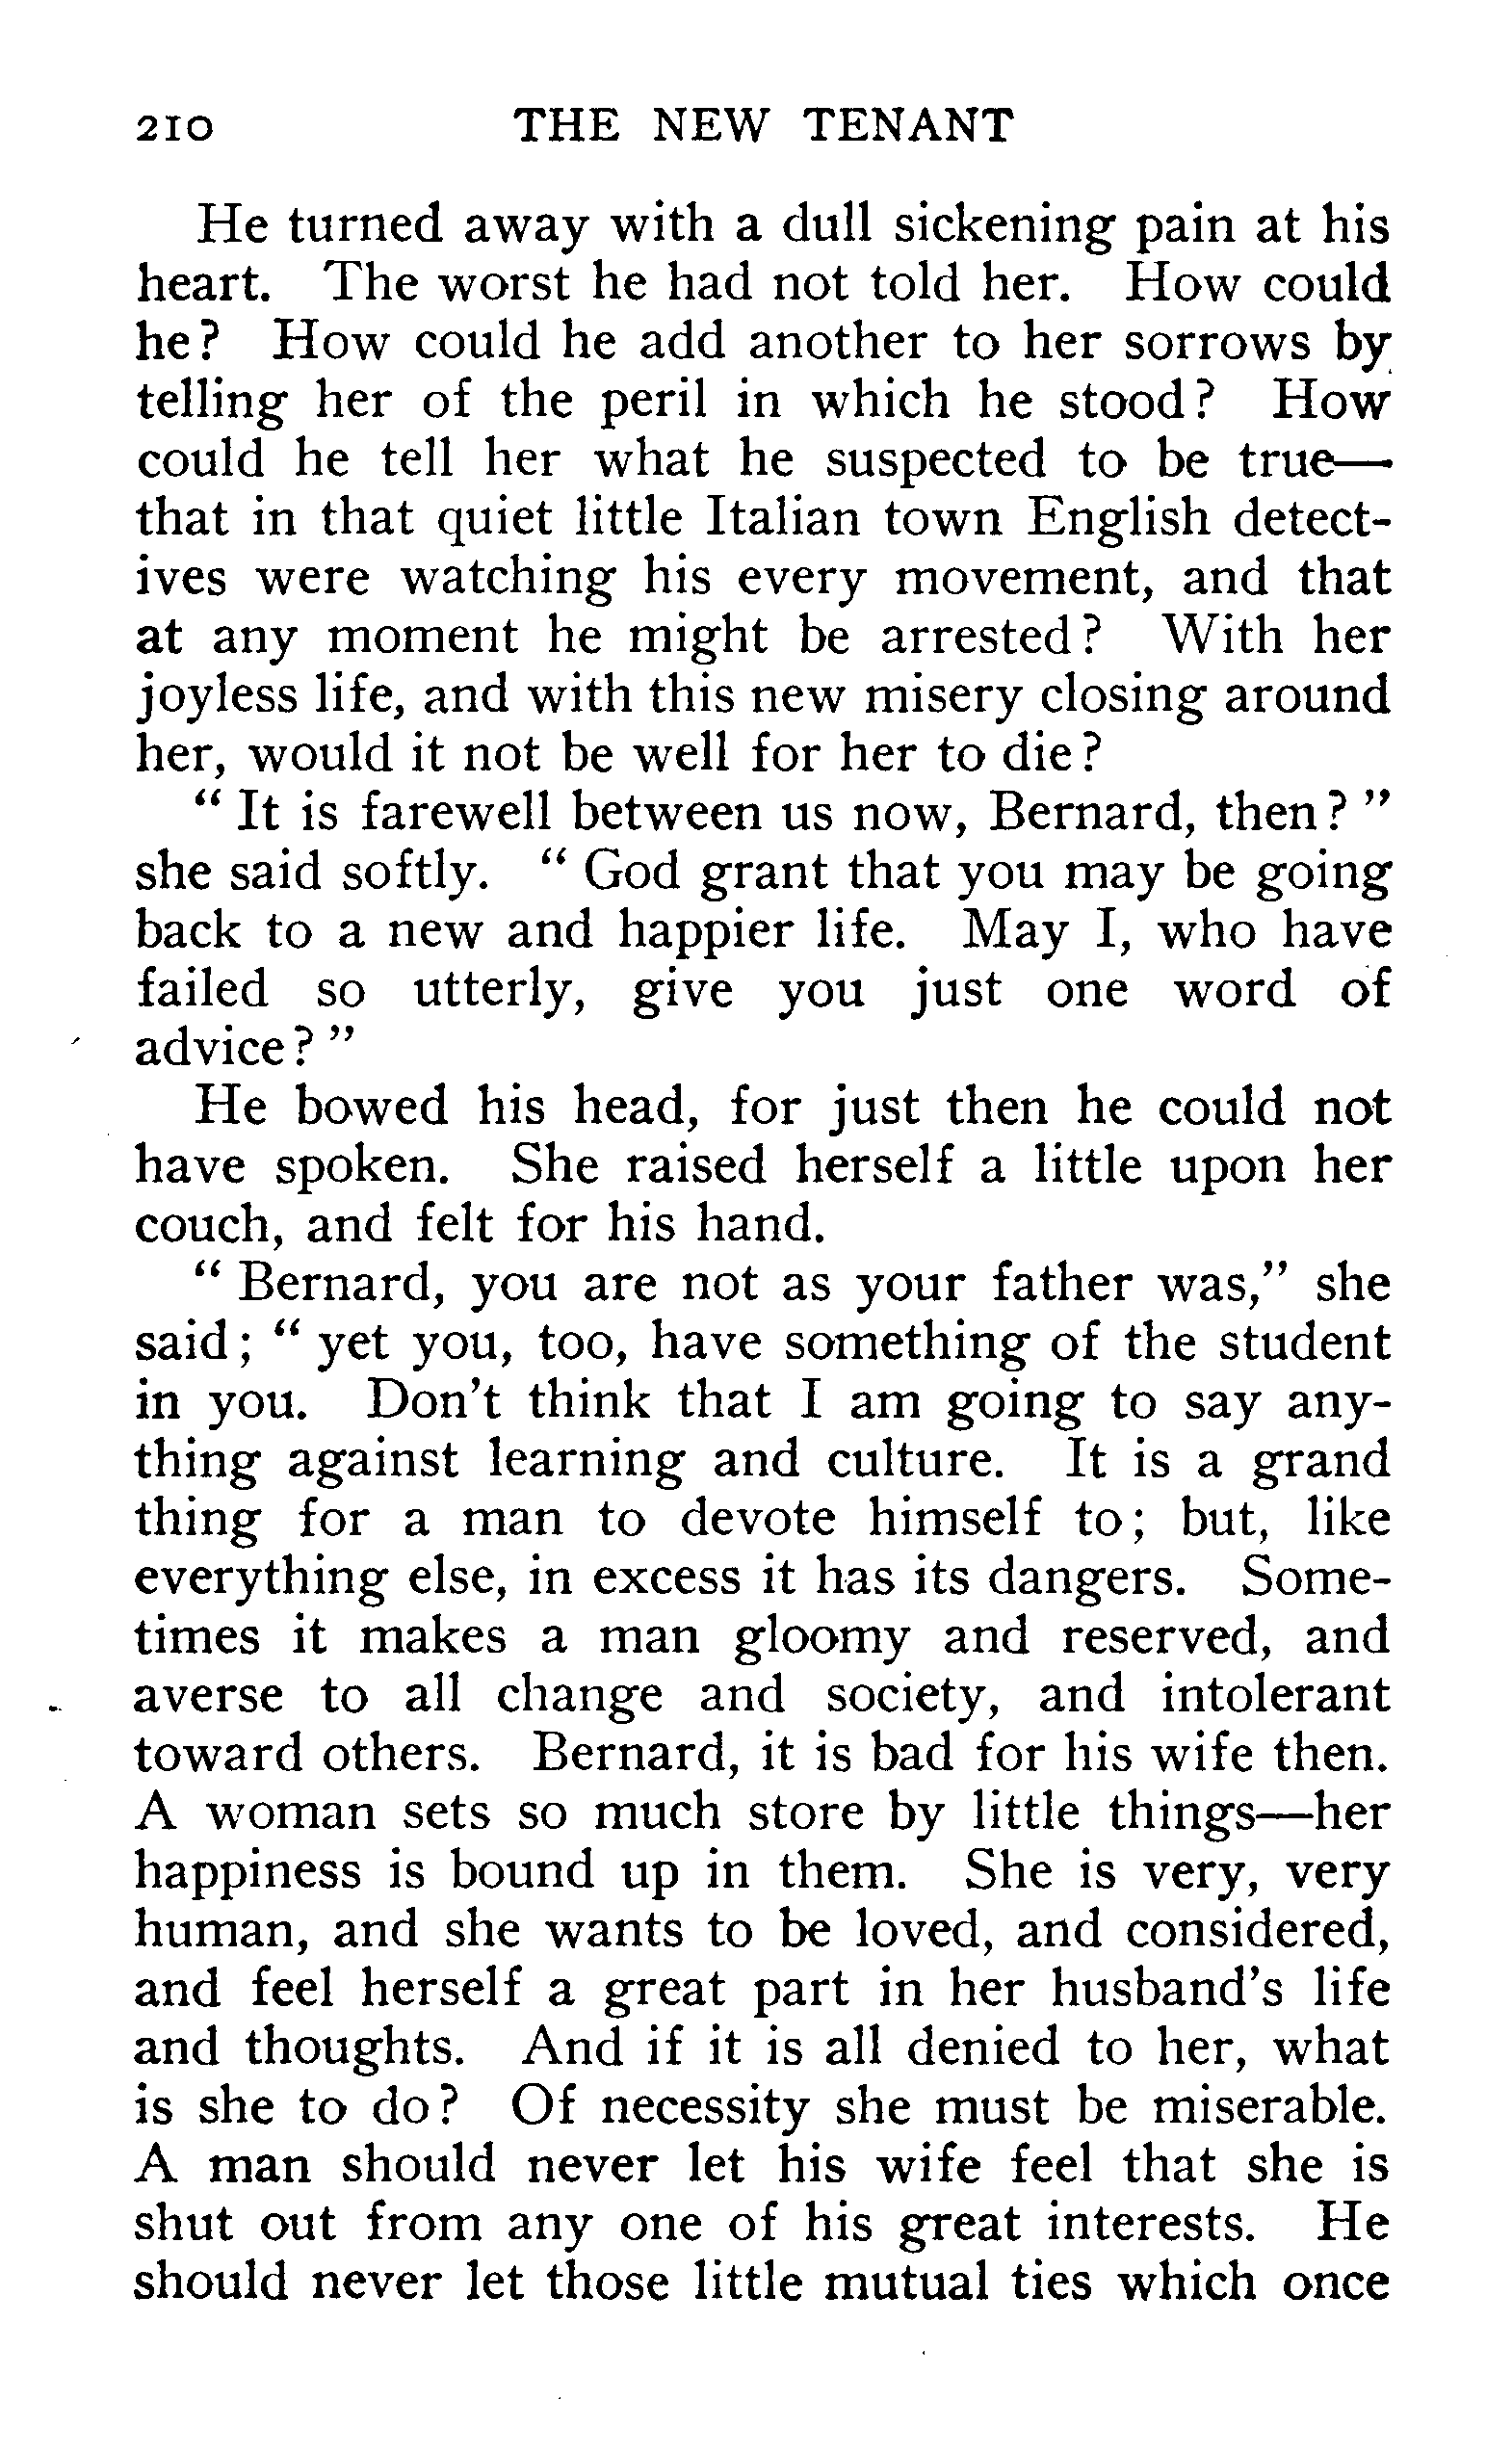 210 THE NEW TENANT
He turned away with a dull sickening pain at his
heart. The worst he had not told her. How could
he? How could he add another to her sorrows by
telling her of the peril in which he stood? How
could he tell her what he suspected to be true—
that in that quiet little Italian town English detect-
ives were watching his every movement, and that
at any moment he might be arrested? With her
joyless life, and with this new misery closing around
her, would it not be well for her to die?
" It is farewell between us now, Bernard, then? "
she said softly. " God grant that you may be going
back to a new and happier life. May I, who have
failed so utterly, give you just one word of
advice? "
He bowed his head, for just then he could not
have spoken. She raised herself a little upon her
couch, and felt for his hand.
" Bernard, you are not as your father was," she
said; " yet you, too, have something of the student
in you. Don't think that I am going to say any-
thing against learning and culture. It is a grand
thing for a man to devote himself to; but, like
everything else, in excess it has its dangers. Some-
times it makes a man gloomy and reserved, and
averse to all change and society, and intolerant
toward others. Bernard, it is bad for his wife then.
A woman sets so much store by little things—her
happiness is bound up in them. She is very, very
human, and she wants to be loved, and considered,
and feel herself a great part in her husband's life
and thoughts. And if it is all denied to her, what
is she to do? Of necessity she must be miserable.
A man should never let his wife feel that she is
shut out from any one of his great interests. He
should never let those little mutual ties which once